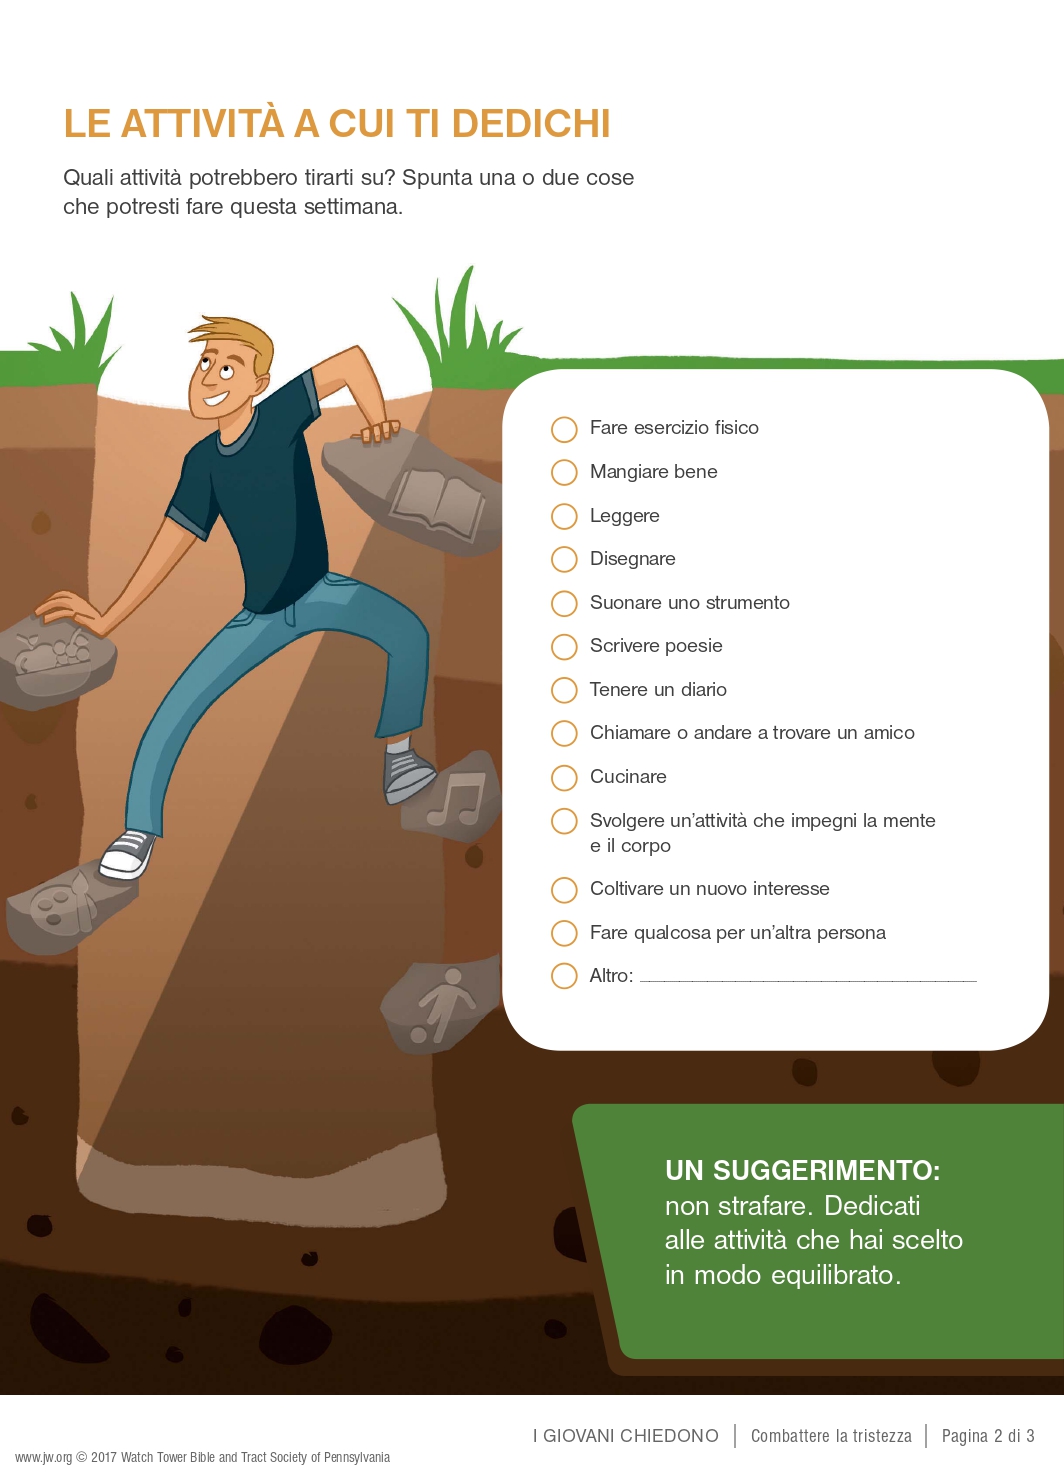 LE ATTIVITÀ A CUI TI DEDICHI
Quali attività potrebbero tirarti su? Spunta una o due cose
che potresti fare questa settimana.
Fare esercizio fisico
Mangiare bene
Leggere
Disegnare
Suonare uno strumento
Scrivere poesie
Tenere un diario
Chiamare o andare a trovare un amico
Cucinare
Svolgere un’attività che impegni la mente
e il corpo
Coltivare un nuovo interesse
Fare qualcosa per un’altra persona
Altro: ________________________
UN SUGGERIMENTO:
non strafare. Dedicati
alle attività che hai scelto
in modo equilibrato.
I GIOVANI CHIEDONO | Combattere la tristezza | Pagina 2 di 3
www.jw.org © 2017 Watch Tower Bible and Tract Society of Pennsylvania